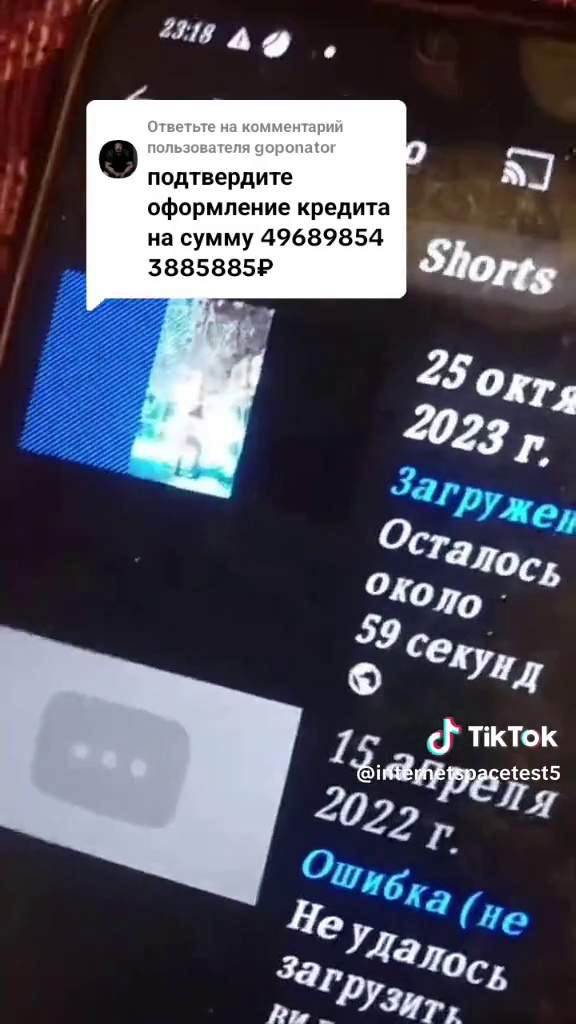 23:18
Ответьте на комментарий
пользователя goponator
подтвердите
оформление кредита
на сумму 49689854
3885885₽
Shorts
25 октя
2023 г.
Загружен
Осталось
около
59 секунд
TikTok
@internetspacetest5
15 апреля
2022 г.
Ошибка (не
Не удалось
загрузить